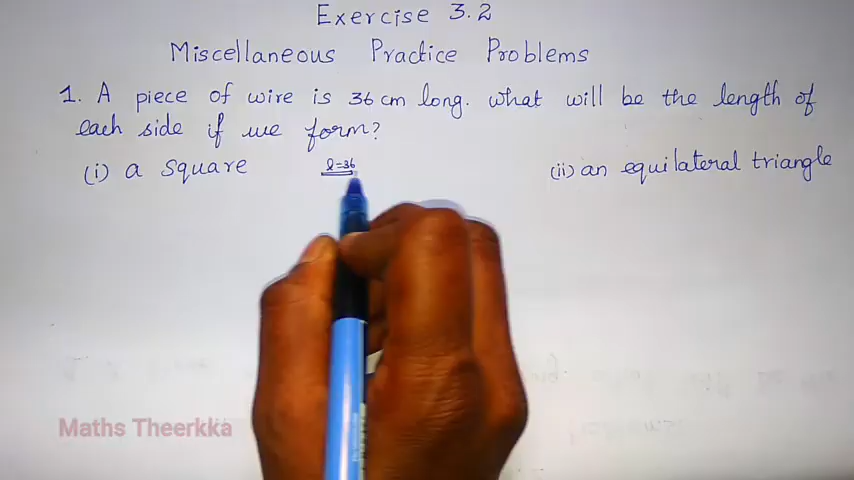 Exercise 3.2
Miscellaneous Practice Problems
1. A piece of wire is 36 cm long. what will be the length of
each side if we form?
(i) a square
l=36
(ii) an equilateral triangle
Maths Theerkka